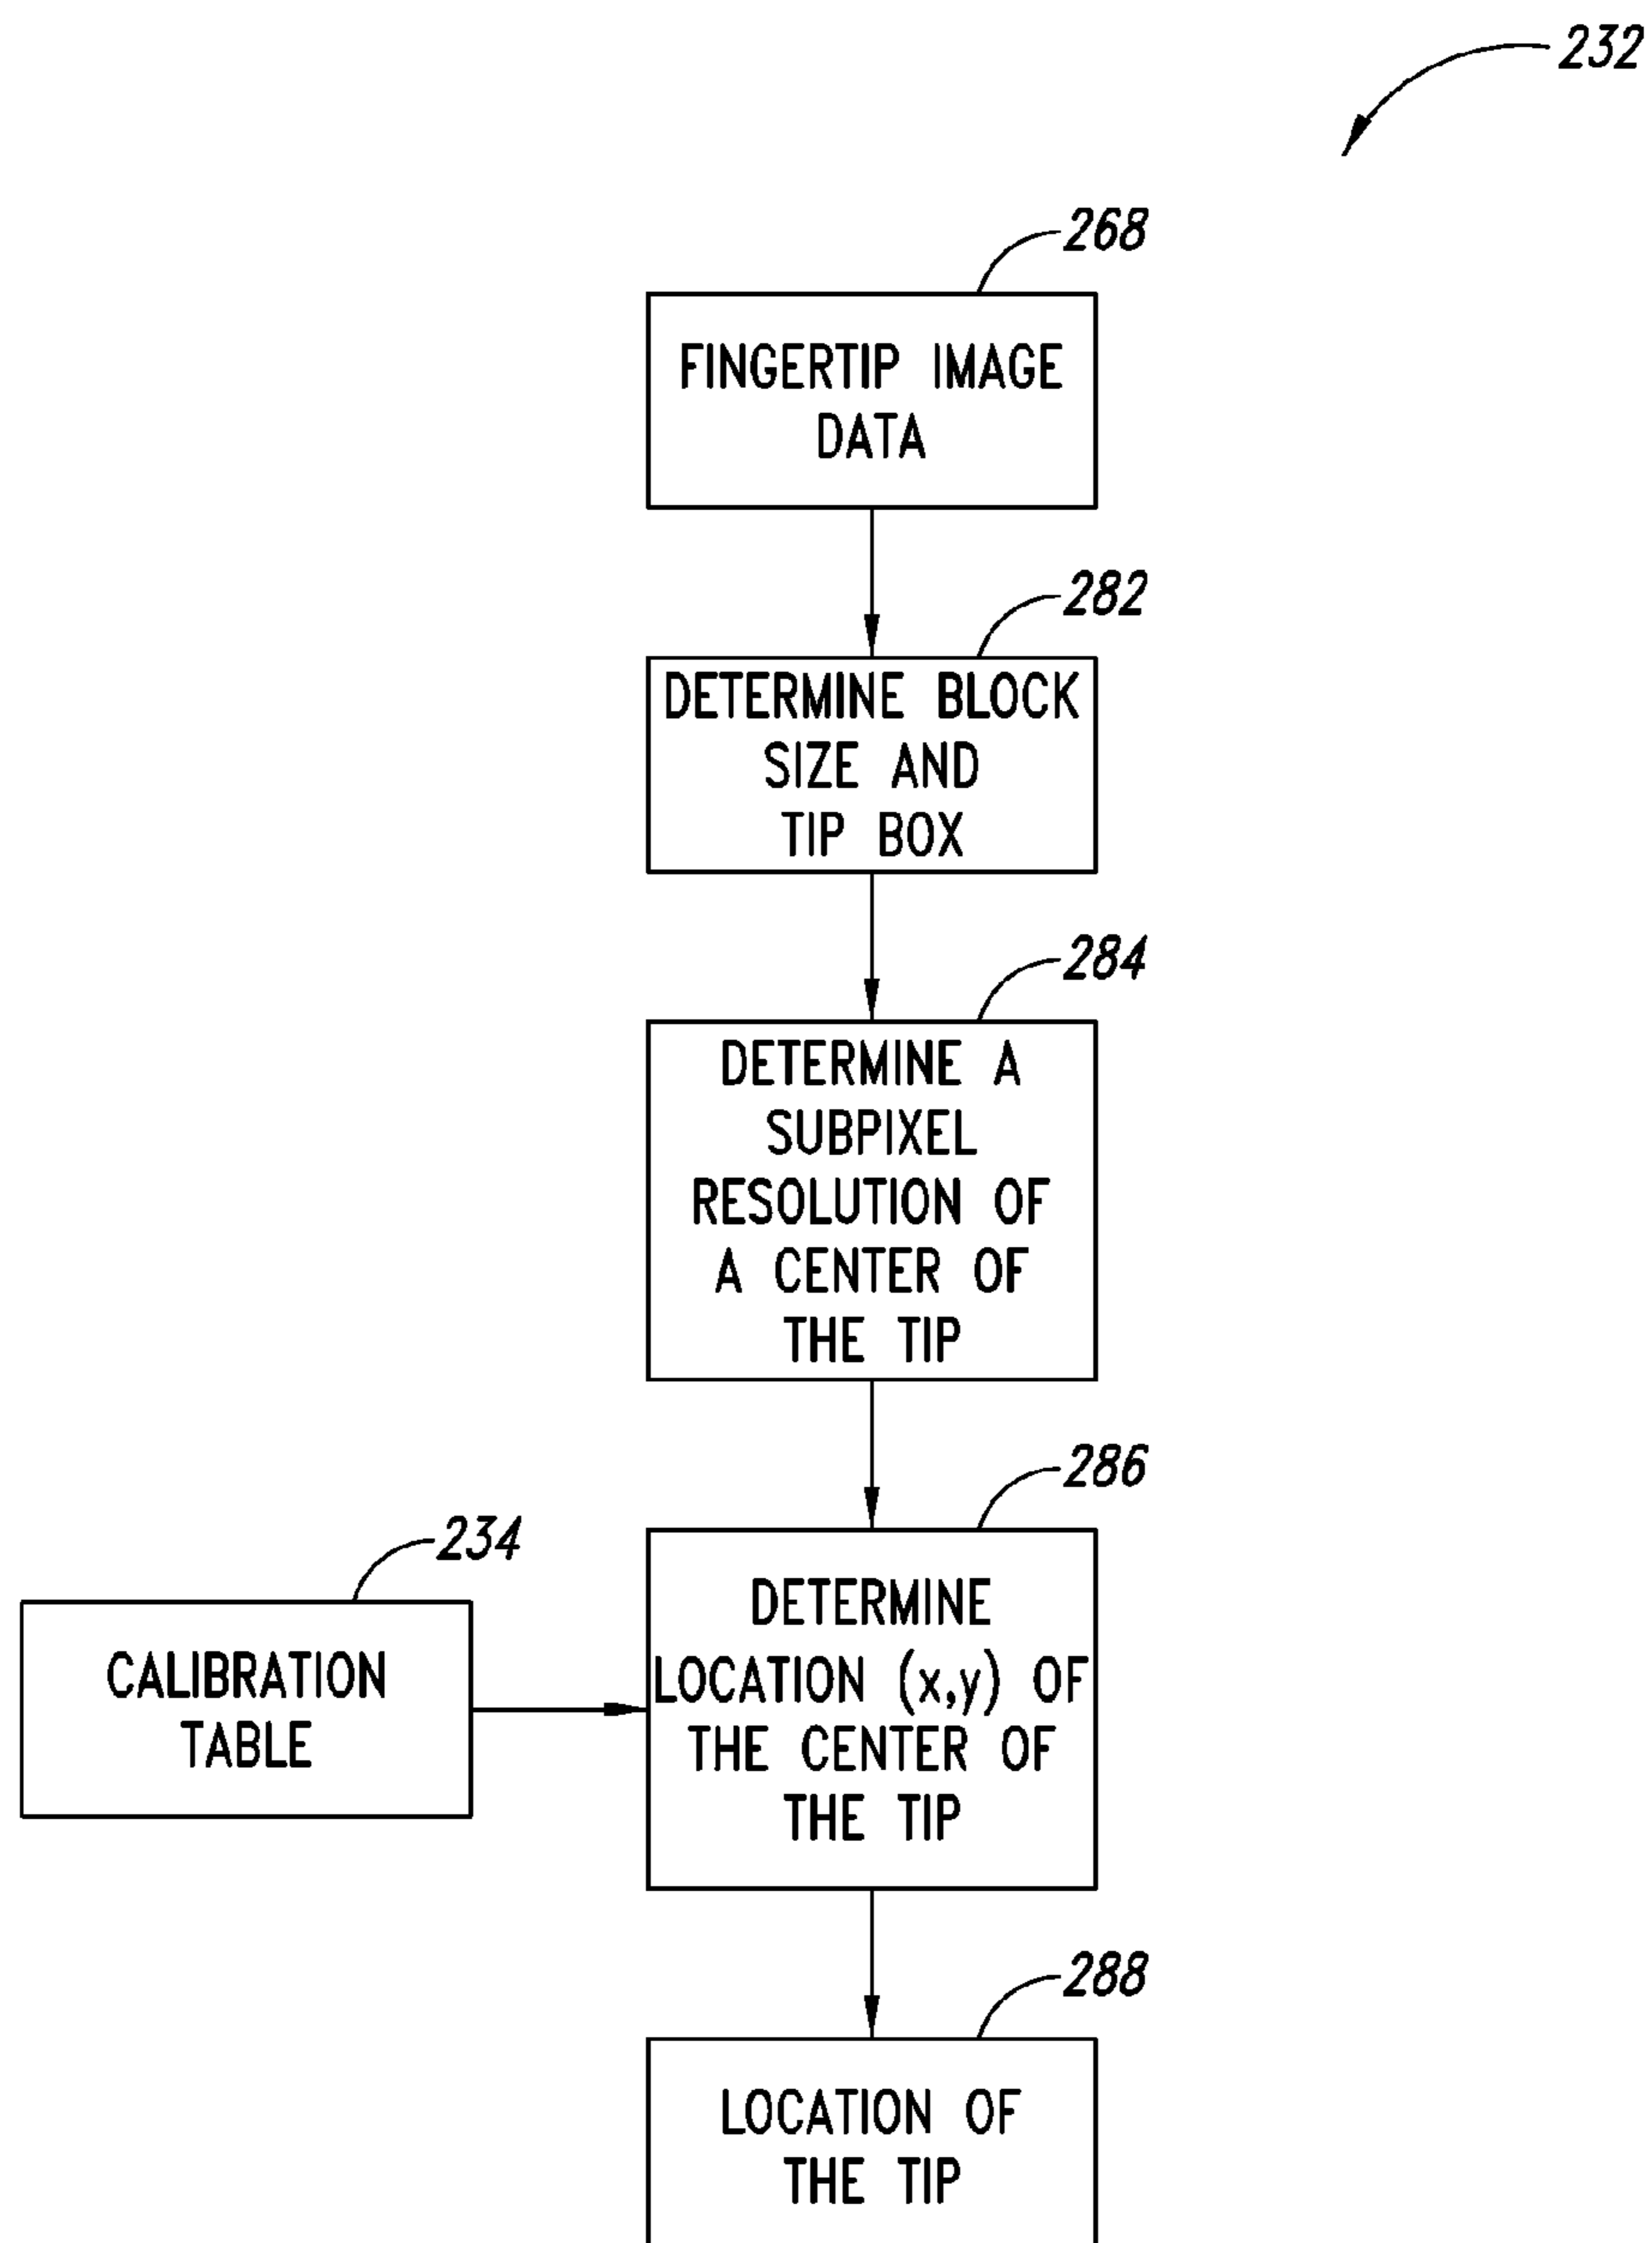 232
268
FINGERTIP IMAGE
DATA
282
DETERMINE BLOCK
SIZE AND
TIP BOX
284
DETERMINE A
SUBPIXEL
RESOLUTION OF
A CENTER OF
THE TIP
286
DETERMINE
LOCATION (x,y) OF
THE CENTER OF
THE TIP
234
CALIBRATION
TABLE
288
LOCATION OF
THE TIP